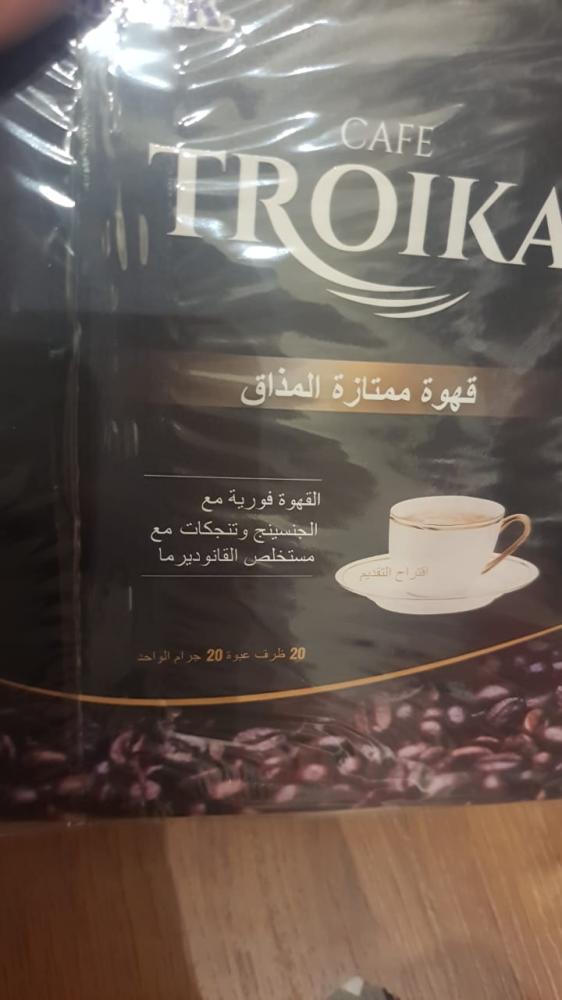 CAFE
TROIKA
قهوة ممتازة المذاق
القهوة فورية مع
الجنسينج وتنجكات مع
مستخلص القانوديرما
اقتراح التقديم
20 ظرف عبوة 20 جرام الواحد